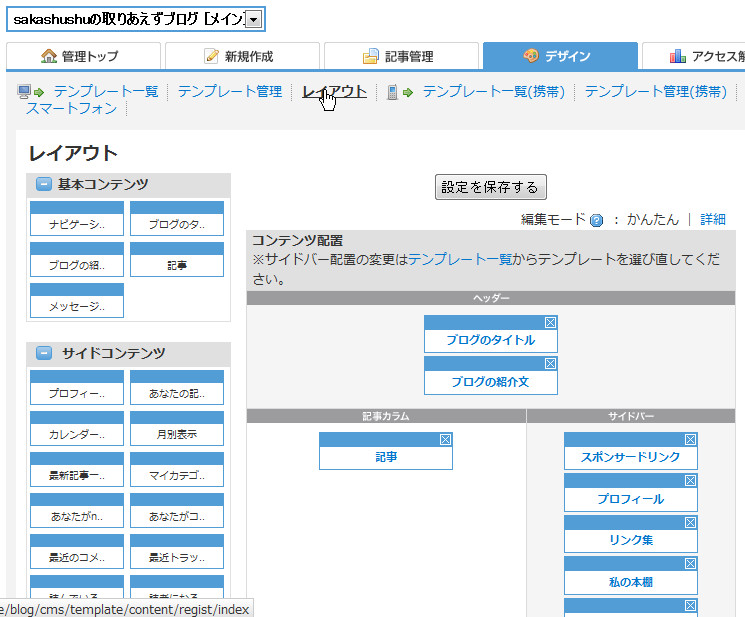 sakashushuの取りあえずブログ [メイン
管理トップ 新規作成 記事管理 デザイン アクセス解
テンプレート一覧 テンプレート管理 レイアウト テンプレート一覧(携帯) テンプレート管理(携帯)
スマートフォン
レイアウト
基本コンテンツ
ナビゲーシ.. ブログのタ..
ブログの紹.. 記事
メッセージ..
サイドコンテンツ
プロフィー.. あなたの記..
カレンダー.. 月別表示
最新記事一.. マイカテゴ..
あなたがn.. あなたがコ..
最近のコメ.. 最近トラッ..
e/blog/cms/template/content/regist/index
設定を保存する
編集モード ? : かんたん | 詳細
コンテンツ配置
※サイドバー配置の変更はテンプレート一覧からテンプレートを選び直してくだ
さい。
ヘッダー
ブログのタイトル
ブログの紹介文
記事カラム サイドバー
記事
スポンサードリンク
プロフィール
リンク集
私の本棚